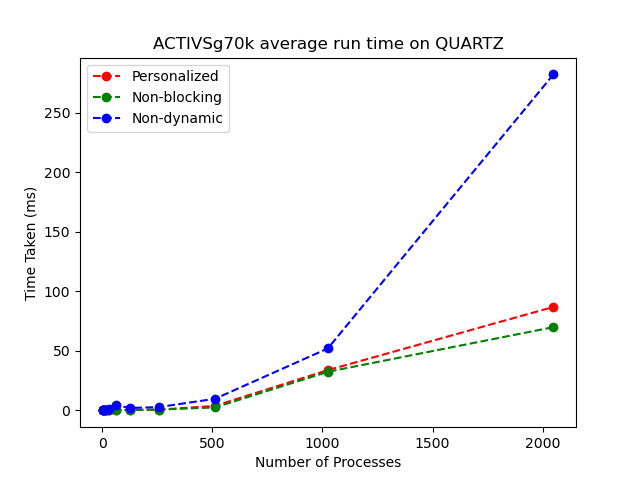 ACTIVSg70k average run time on QUARTZ
Personalized
Non-blocking
Non-dynamic
Time Taken (ms)
250
200
150
100
50
0
0 500 1000 1500 2000
Number of Processes